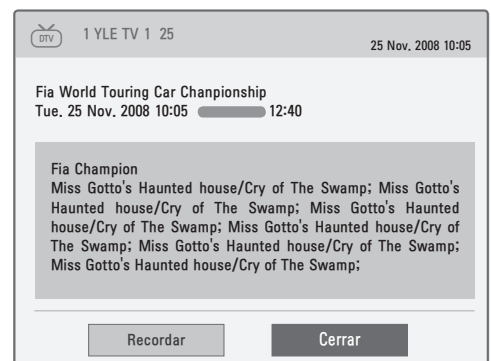 DTV 1 YLE TV 1 25
25 Nov. 2008 10:05
Fia World Touring Car Chanpionship
Tue. 25 Nov. 2008 10:05 12:40
Fia Champion
Miss Gotto's Haunted house/Cry of The Swamp; Miss Gotto's
Haunted house/Cry of The Swamp; Miss Gotto's Haunted
house/Cry of The Swamp; Miss Gotto's Haunted house/Cry of
The Swamp; Miss Gotto's Haunted house/Cry of The Swamp;
Miss Gotto's Haunted house/Cry of The Swamp;
Recordar Cerrar